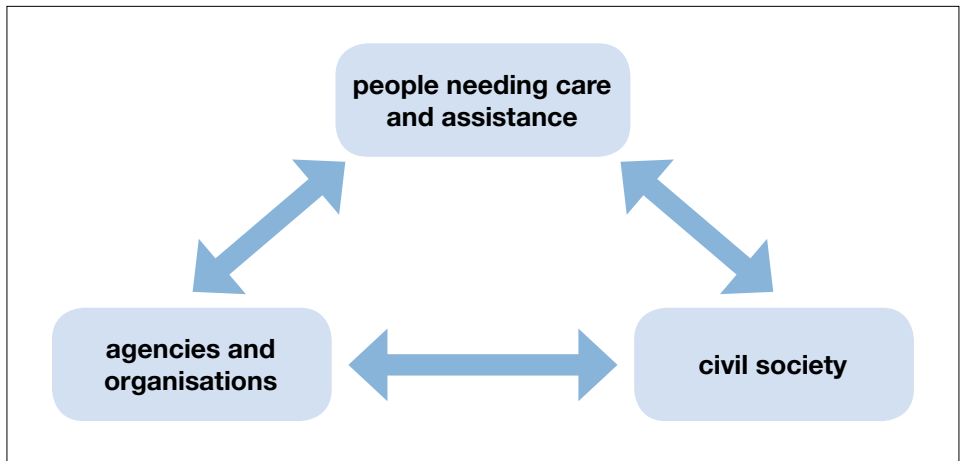 people needing care
and assistance
agencies and
organisations
civil society